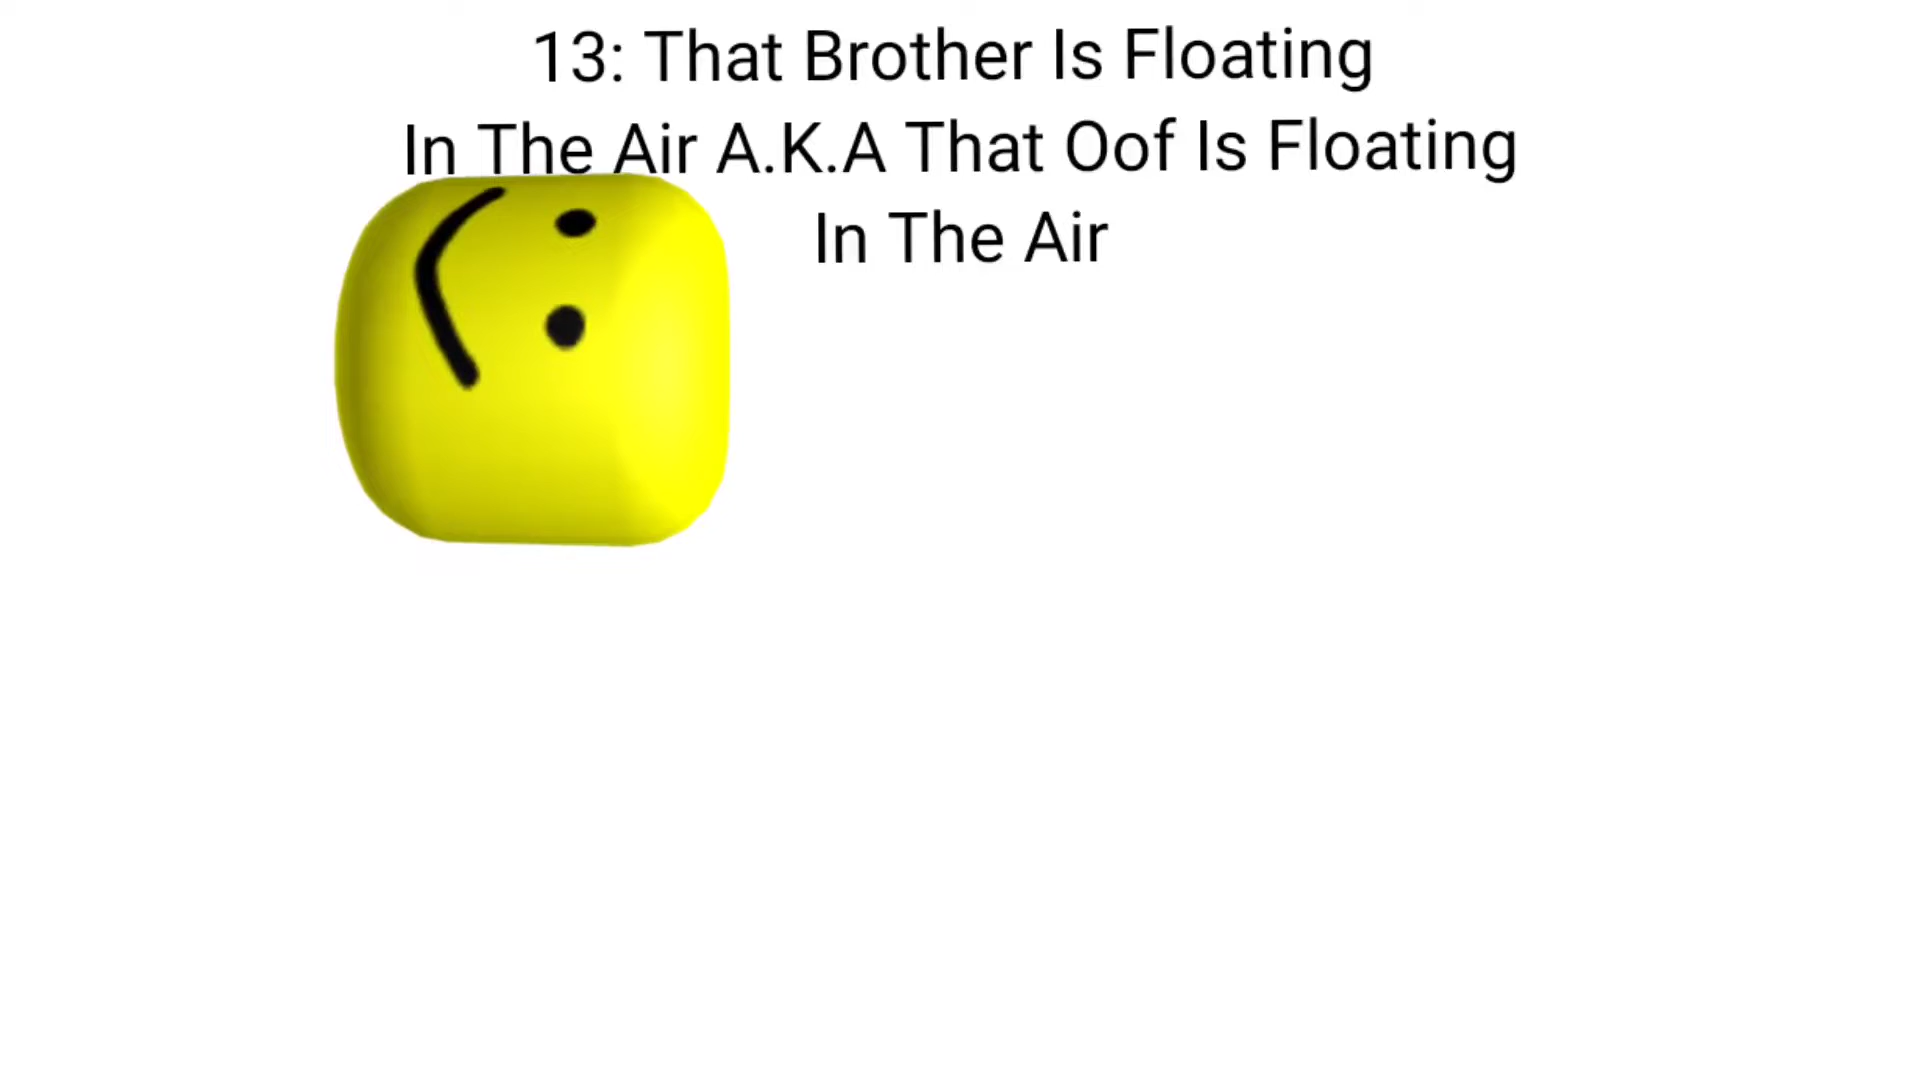 13: That Brother Is Floating
In The Air A.K.A That Oof Is Floating
In The Air